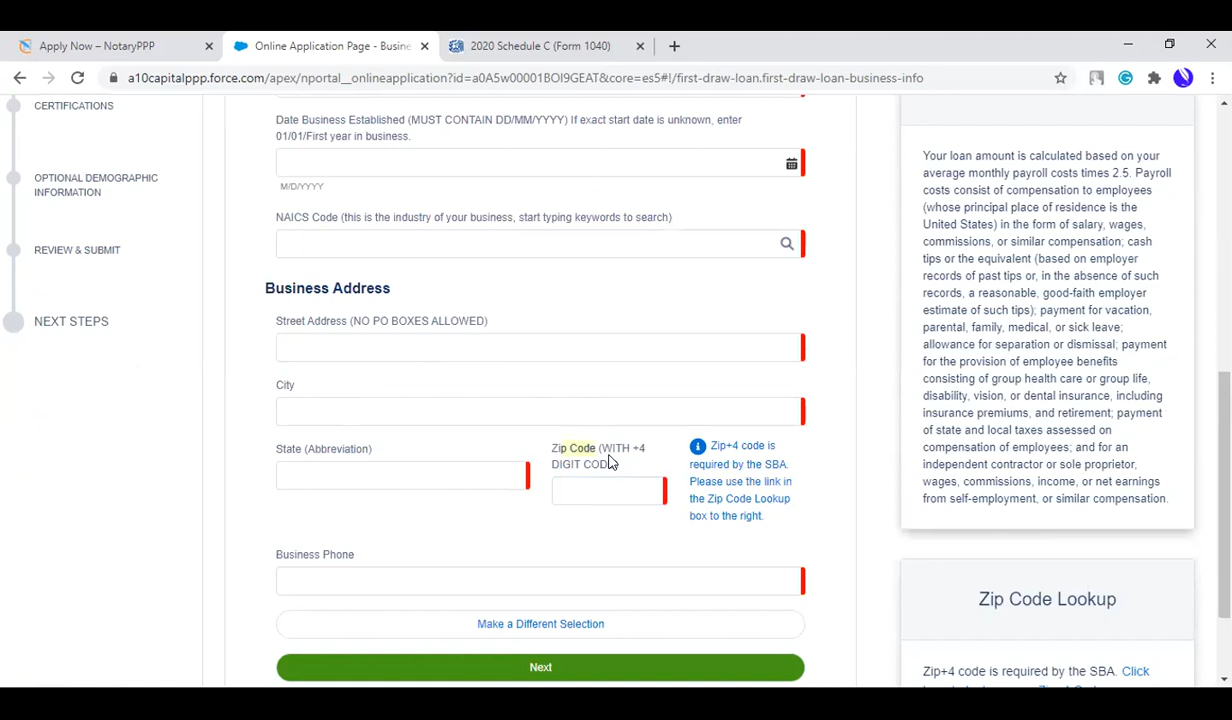 Apply Now – NotaryPPP
Online Application Page - Busine
2020 Schedule C (Form 1040)
a10capitalppp.force.com/apex/nportal__onlineapplication?id=a0A5w00001BOI9GEAT&core=es5#!/first-draw-loan.first-draw-loan-business-info
CERTIFICATIONS
OPTIONAL DEMOGRAPHIC
INFORMATION
REVIEW & SUBMIT
NEXT STEPS
Date Business Established (MUST CONTAIN DD/MM/YYYY) If exact start date is unknown, enter
01/01/First year in business.
M/D/YYYY
NAICS Code (this is the industry of your business, start typing keywords to search)
Business Address
Street Address (NO PO BOXES ALLOWED)
City
State (Abbreviation)
Zip Code (WITH +4
DIGIT CODE)
Zip+4 code is
required by the SBA.
Please use the link in
the Zip Code Lookup
box to the right.
Business Phone
Make a Different Selection
Next
Your loan amount is calculated based on your
average monthly payroll costs times 2.5. Payroll
costs consist of compensation to employees
(whose principal place of residence is the
United States) in the form of salary, wages,
commissions, or similar compensation; cash
tips or the equivalent (based on employer
records of past tips or, in the absence of such
records, a reasonable, good-faith employer
estimate of such tips); payment for vacation,
parental, family, medical, or sick leave;
allowance for separation or dismissal; payment
for the provision of employee benefits
consisting of group health care or group life,
disability, vision, or dental insurance, including
insurance premiums, and retirement; payment
of state and local taxes assessed on
compensation of employees; and for an
independent contractor or sole proprietor,
wages, commissions, income, or net earnings
from self-employment, or similar compensation.
Zip Code Lookup
Zip+4 code is required by the SBA. Click